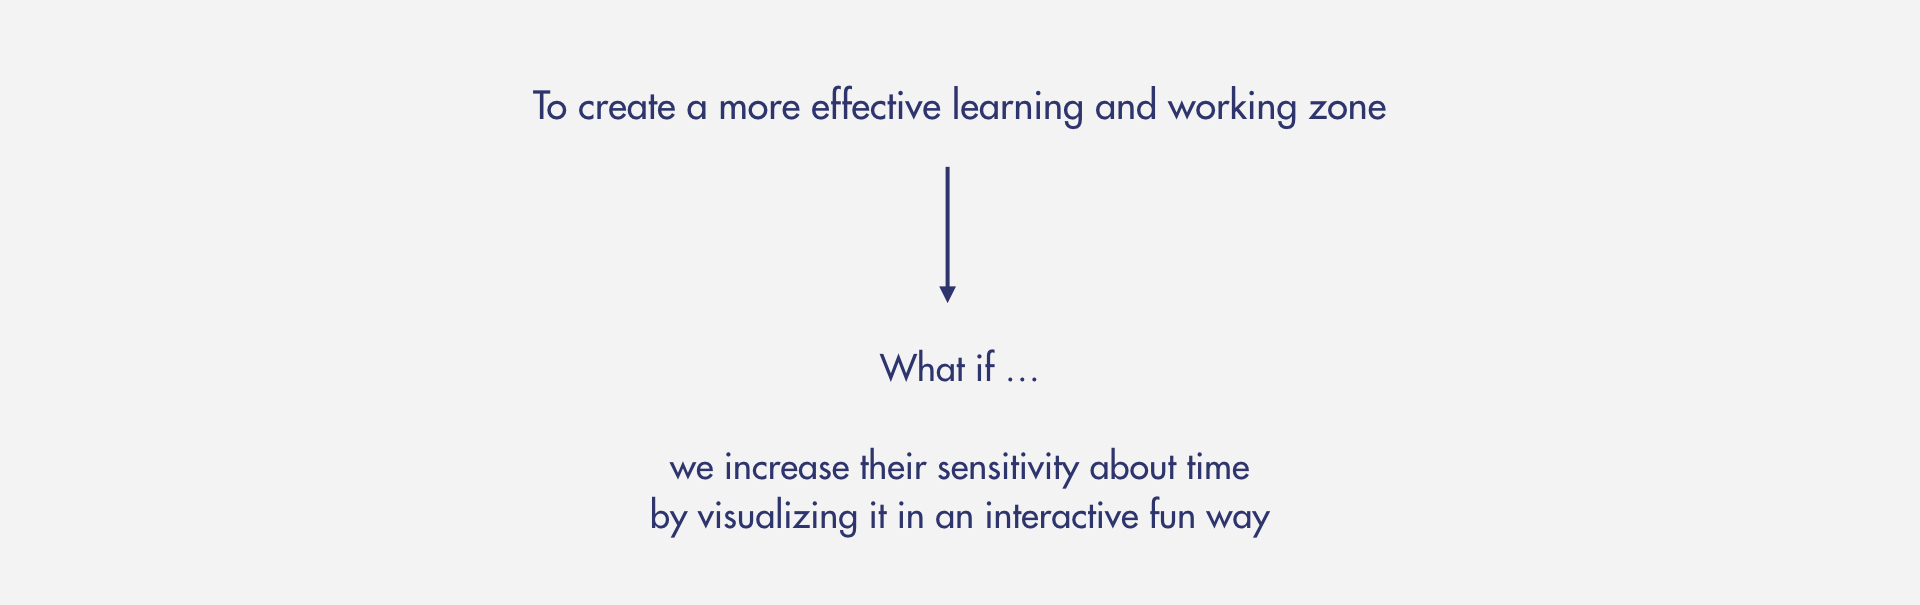 To create a more effective learning and working zone
What if ...
we increase their sensitivity about time
by visualizing it in an interactive fun way